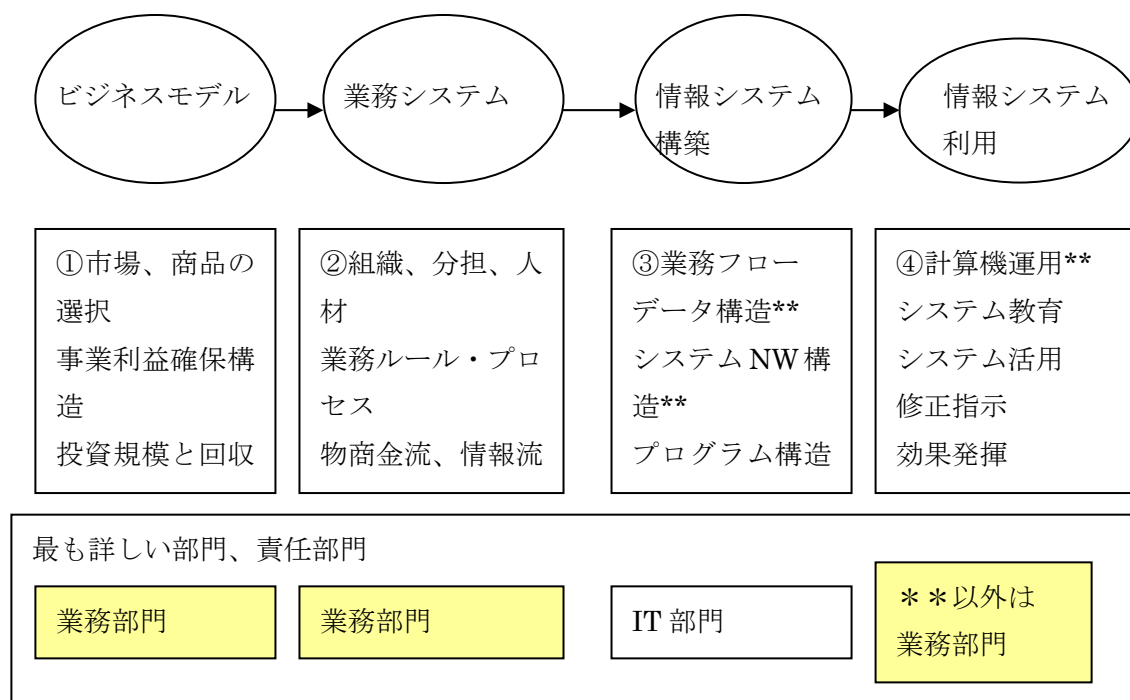 ビジネスモデル
業務システム
情報システム
構築
情報システム
利用
①市場、商品の
選択
事業利益確保構
造
投資規模と回収
②組織、分担、人
材
業務ルール・プロ
セス
物商金流、情報流
③業務フロー
データ構造**
システム NW 構
造**
プログラム構造
④計算機運用**
システム教育
システム活用
修正指示
効果発揮
最も詳しい部門、責任部門
業務部門
業務部門
IT 部門
＊＊以外は
業務部門